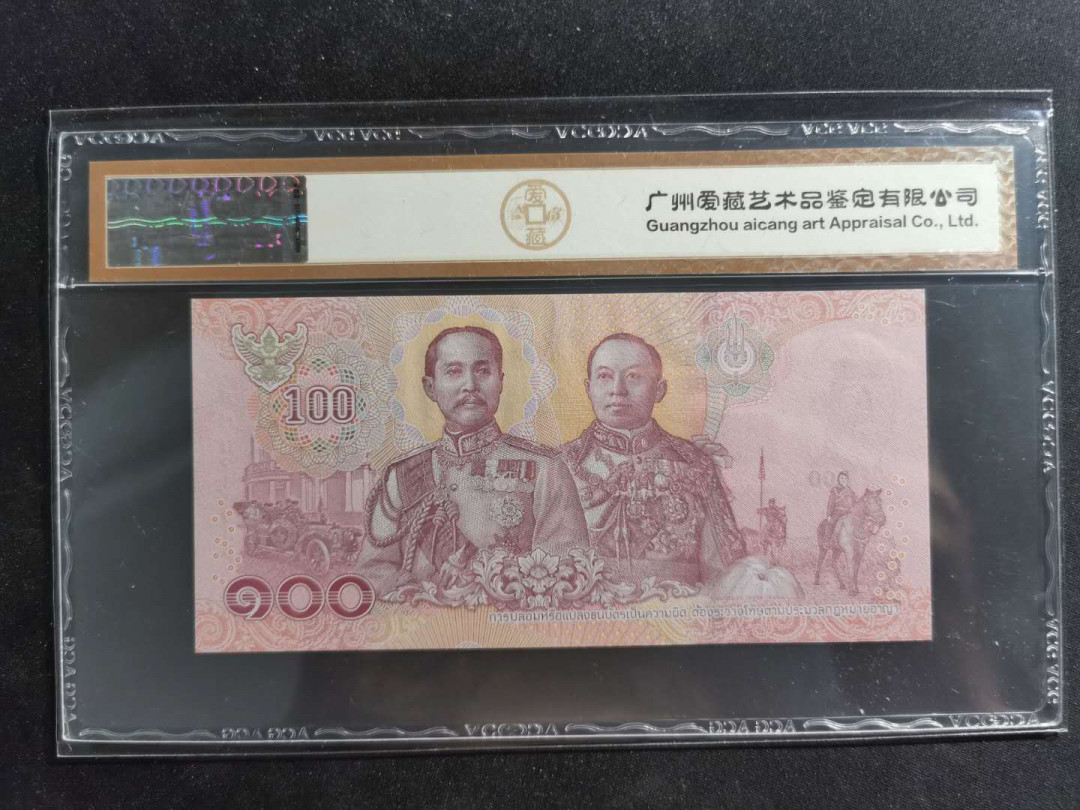 广州爱藏艺术品鉴定有限公司
Guangzhou aicang art Appraisal Co., Ltd.
爱
藏
100
๑๐๐
การปลอมหรือแปลงธนบัตรเป็นความผิด ต้องระวางโทษตามประมวลกฎหมายอาญา